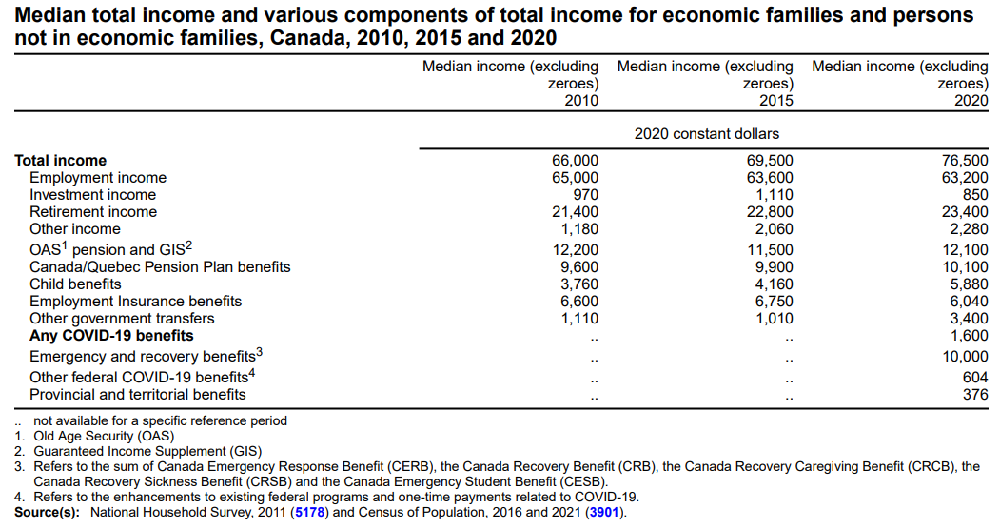 Median total income and various components of total income for economic families and persons
not in economic families, Canada, 2010, 2015 and 2020
Median income (excluding Median income (excluding Median income (excluding
zeroes) zeroes) zeroes)
2010 2015 2020
2020 constant dollars
Total income 66,000 69,500 76,500
Employment income 65,000 63,600 63,200
Investment income 970 1,110 850
Retirement income 21,400 22,800 23,400
Other income 1,180 2,060 2,280
OAS1 pension and GIS2 12,200 11,500 12,100
Canada/Quebec Pension Plan benefits 9,600 9,900 10,100
Child benefits 3,760 4,160 5,880
Employment Insurance benefits 6,600 6,750 6,040
Other government transfers 1,110 1,010 3,400
Any COVID-19 benefits .. .. 1,600
Emergency and recovery benefits3 .. .. 10,000
Other federal COVID-19 benefits4 .. .. 604
Provincial and territorial benefits .. .. 376
.. not available for a specific reference period
1. Old Age Security (OAS)
2. Guaranteed Income Supplement (GIS)
3. Refers to the sum of Canada Emergency Response Benefit (CERB), the Canada Recovery Benefit (CRB), the Canada Recovery Caregiving Benefit (CRCB), the
Canada Recovery Sickness Benefit (CRSB) and the Canada Emergency Student Benefit (CESB).
4. Refers to the enhancements to existing federal programs and one-time payments related to COVID-19.
Source(s): National Household Survey, 2011 (5178) and Census of Population, 2016 and 2021 (3901).